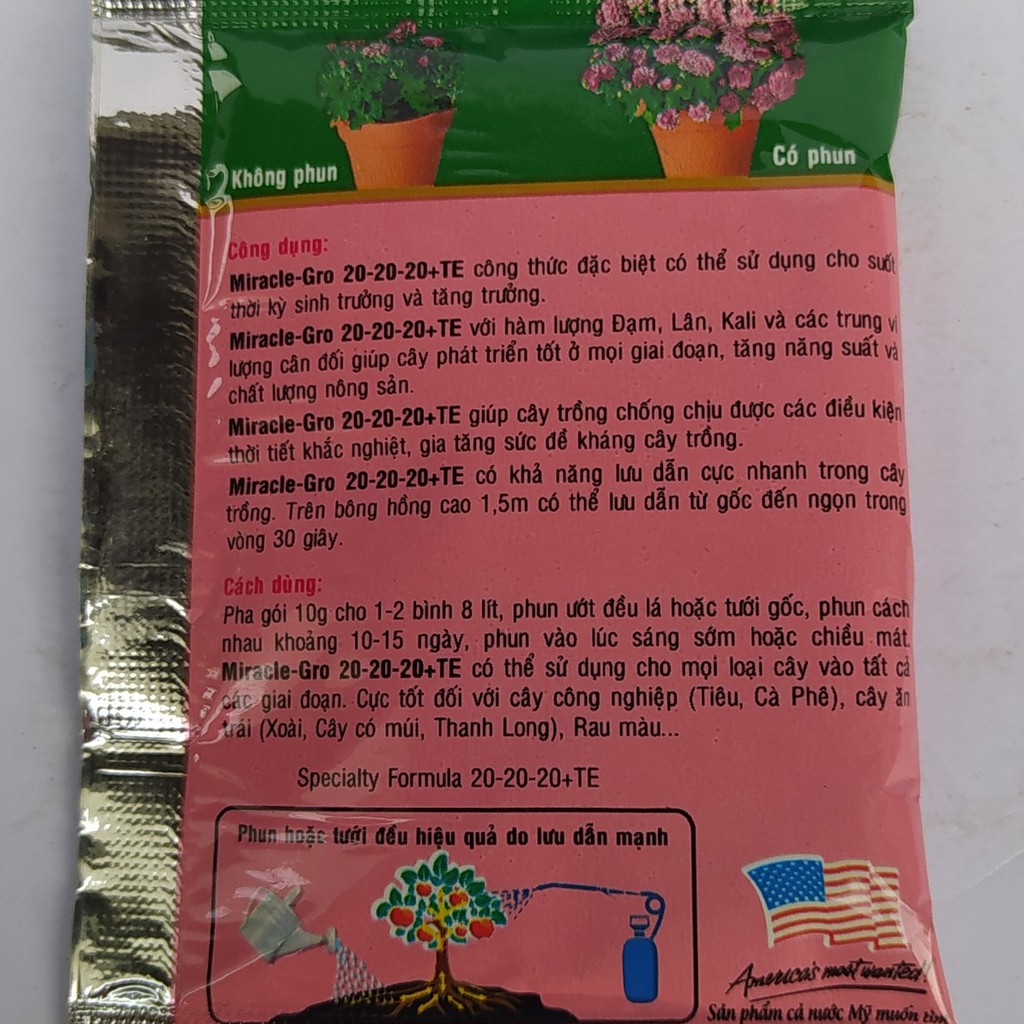 Không phun
Có phun
Công dụng:
Miracle-Gro 20-20-20+TE công thức đặc biệt có thể sử dụng cho suốt
thời kỳ sinh trưởng và tăng trưởng.
Miracle-Gro 20-20-20+TE với hàm lượng Đạm, Lân, Kali và các trung vi
lượng cân đối giúp cây phát triển tốt ở mọi giai đoạn, tăng năng suất và
chất lượng nông sản.
Miracle-Gro 20-20-20+TE giúp cây trồng chống chịu được các điều kiện
thời tiết khắc nghiệt, gia tăng sức đề kháng cây trồng.
Miracle-Gro 20-20-20+TE có khả năng lưu dẫn cực nhanh trong cây
trồng. Trên bông hồng cao 1,5m có thể lưu dẫn từ gốc đến ngọn trong
vòng 30 giây.
Cách dùng:
Pha gói 10g cho 1-2 bình 8 lít, phun ướt đều lá hoặc tưới gốc, phun cách
nhau khoảng 10-15 ngày, phun vào lúc sáng sớm hoặc chiều mát.
Miracle-Gro 20-20-20+TE có thể sử dụng cho mọi loại cây vào tất cả
các giai đoạn. Cực tốt đối với cây công nghiệp (Tiêu, Cà Phê), cây ăn
trái (Xoài, Cây có múi, Thanh Long), Rau màu...
Specialty Formula 20-20-20+TE
Phun hoặc tưới đều hiệu quả do lưu dẫn mạnh
America's most wanted!
Sản phẩm cả nước Mỹ muốn tìm